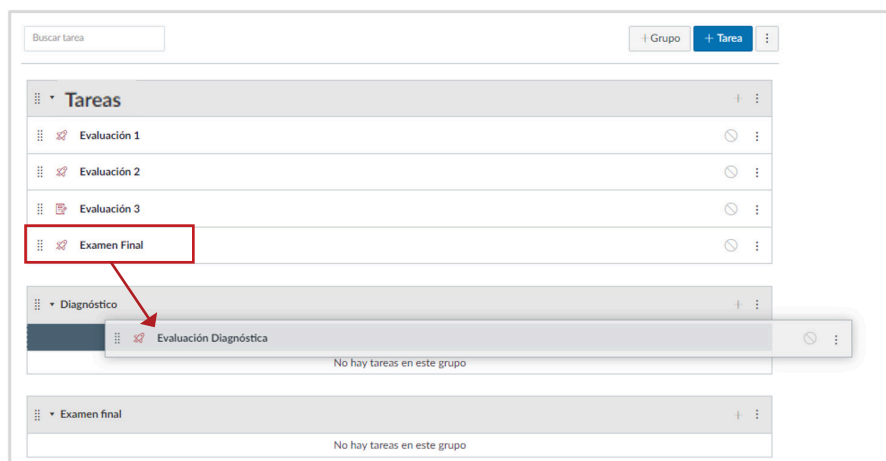 Buscar tarea
+ Grupo
+ Tarea
Tareas
Evaluación 1
Evaluación 2
Evaluación 3
Examen Final
Diagnóstico
Evaluación Diagnóstica
No hay tareas en este grupo
Examen final
No hay tareas en este grupo